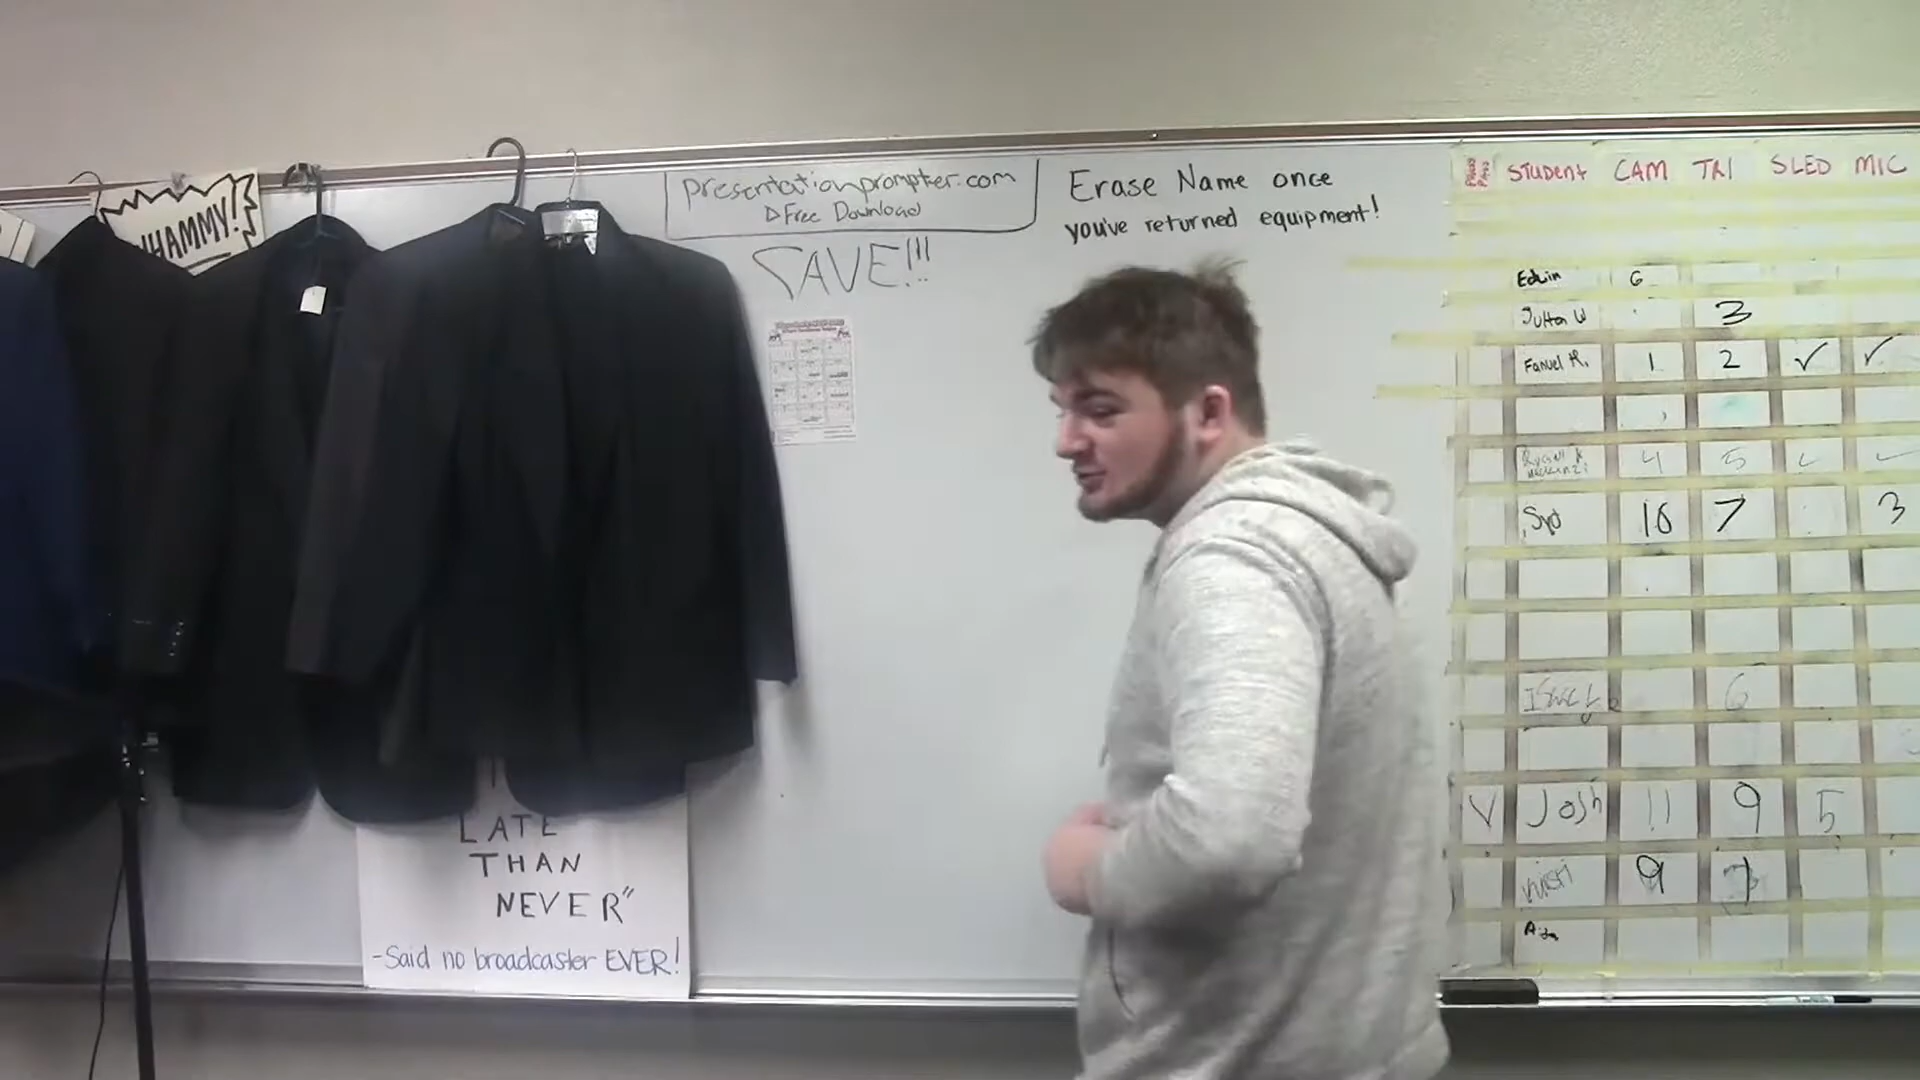 WHAMMY!
presentationprompter.com
▷Free Download
SAVE!!!
Erase Name once
you've returned equipment!
LATE
THAN
NEVER"
-Said no broadcaster EVER!
STUDENT CAM TRI SLED MIC
Edwin 6
3
Fanuel H. 1 2 ✓ ✓
4 5 ✓ ✓
Syd 10 7 3
6
V Josh 11 9 5
9 7